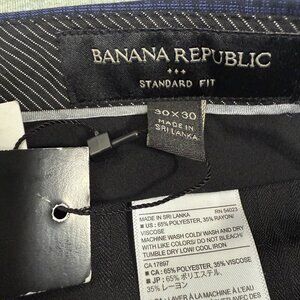 BANANA REPUBLIC
STANDARD FIT
30X30
MADE IN
SRI LANKA
MADE IN SRI LANKA RN 54023
■ US: 65% POLYESTER, 35% RAYON/
VISCOSE
MACHINE WASH COLD/ WASH AND DRY
WITH LIKE COLORS/ DO NOT BLEACH/
TUMBLE DRY LOW/ COOL IRON
CA 17897
■ CA: 65% POLYESTER, 35% VISCOSE
■ JP: 65% ポリエステル
35% レーヨン
LAVER À LA MACHINE À